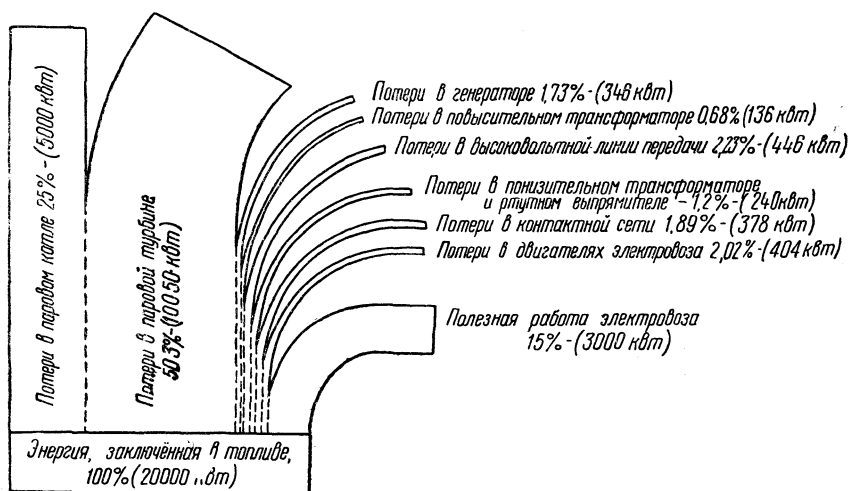 Потери в паровом катле 25%-(5000 квт)
Потери в паровой турбине
50,3%-(10050-квт)
Потери в генераторе 1,73%-(346 квт)
Потери в повысительном трансформаторе 0,68% (136 квт)
Потери в высоковольтной линии передачи 2,23%-(446 квт)
Потери в понизительном трансформаторе
и ртутном выпрямителе - 1,2%-(240квт)
Потери в контактной сети 1,89%-(378 квт)
Потери в двигателях электровоза 2,02%-(404 квт)
Полезная работа электровоза
15%-(3000 квт)
Энергия, заключённая в топливе,
100% (20000 квт)